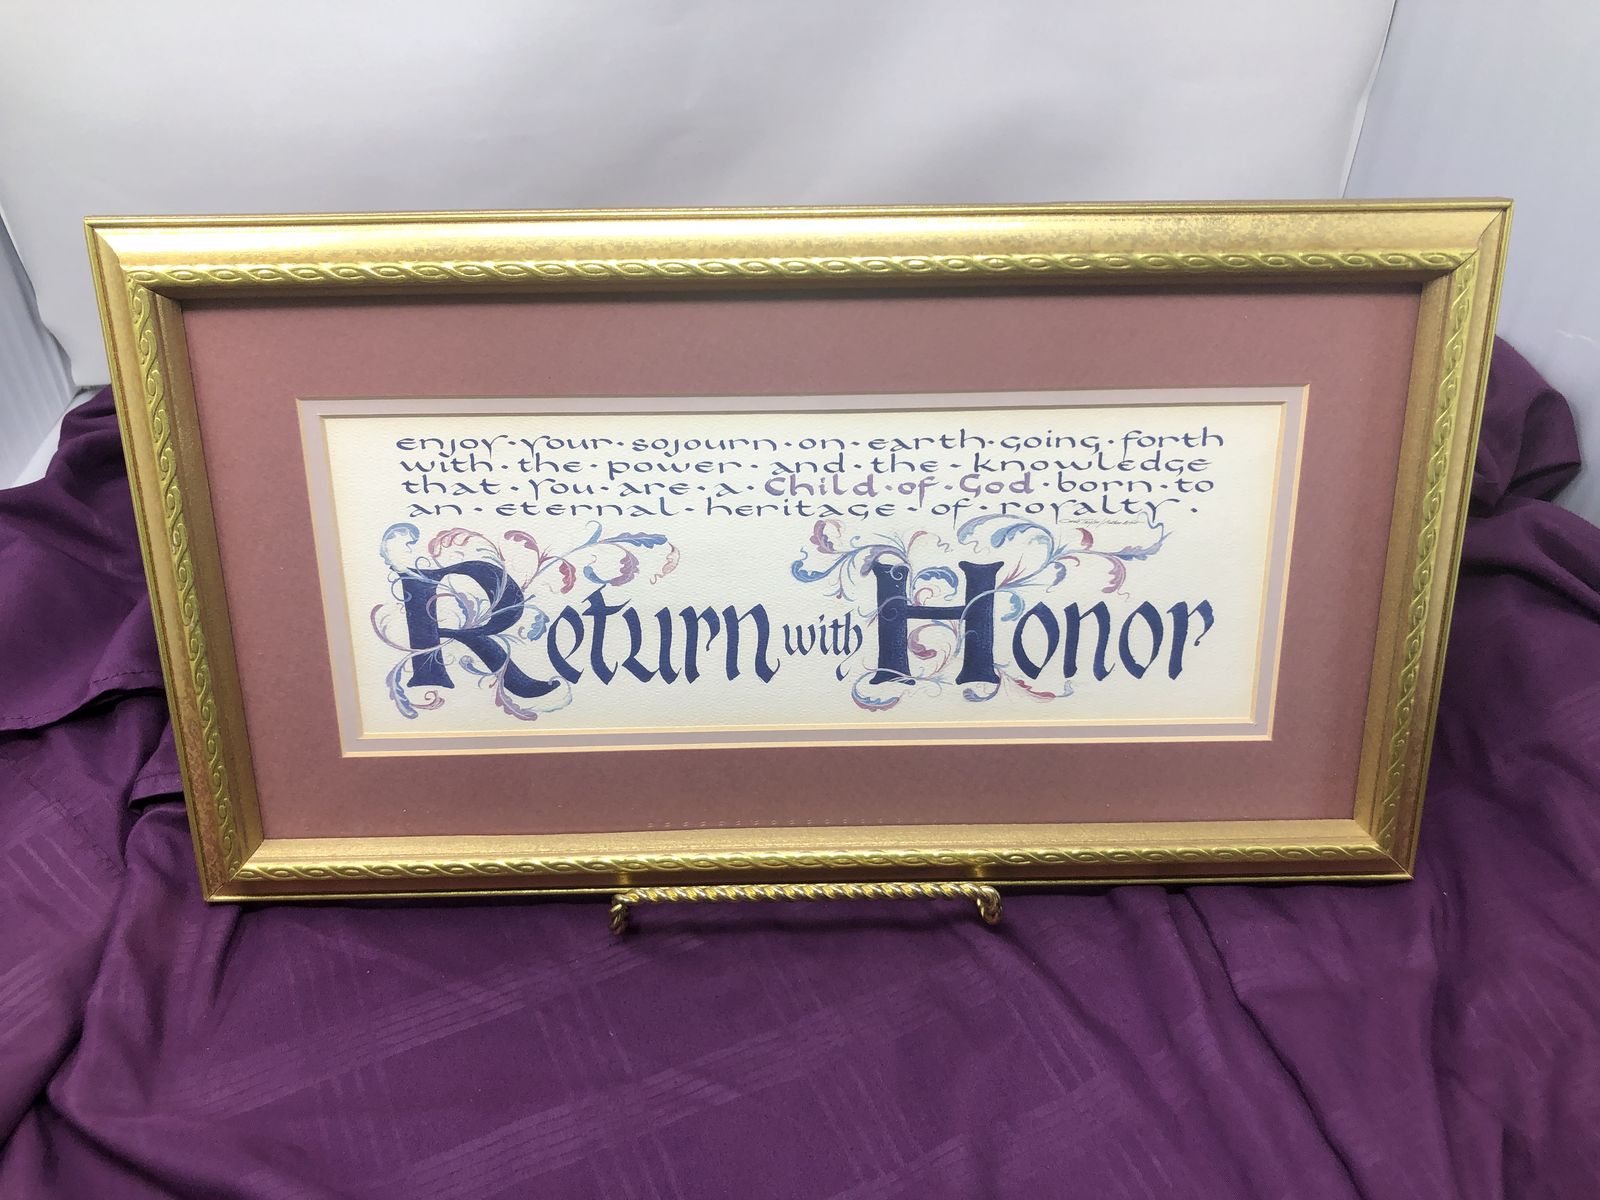 enjoy·your·sojourn·on·earth·going·forth
with·the·power·and·the·knowledge
that·you·are·a·Child·of·God·born·to
an·eternal·heritage·of·royalty.
Return with Honor